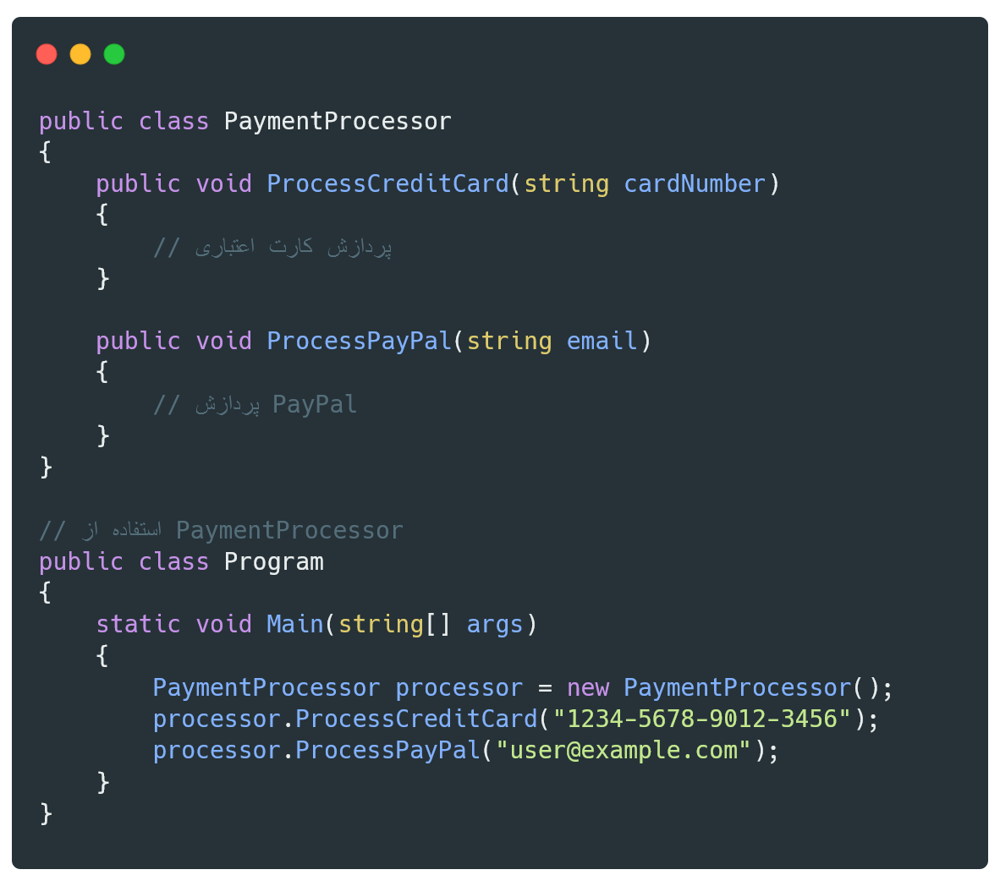 public class PaymentProcessor
{
    public void ProcessCreditCard(string cardNumber)
    {
        // پردازش کارت اعتباری
    }

    public void ProcessPayPal(string email)
    {
        // پردازش PayPal
    }
}

// استفاده از PaymentProcessor
public class Program
{
    static void Main(string[] args)
    {
        PaymentProcessor processor = new PaymentProcessor();
        processor.ProcessCreditCard("1234-5678-9012-3456");
        processor.ProcessPayPal("user@example.com");
    }
}